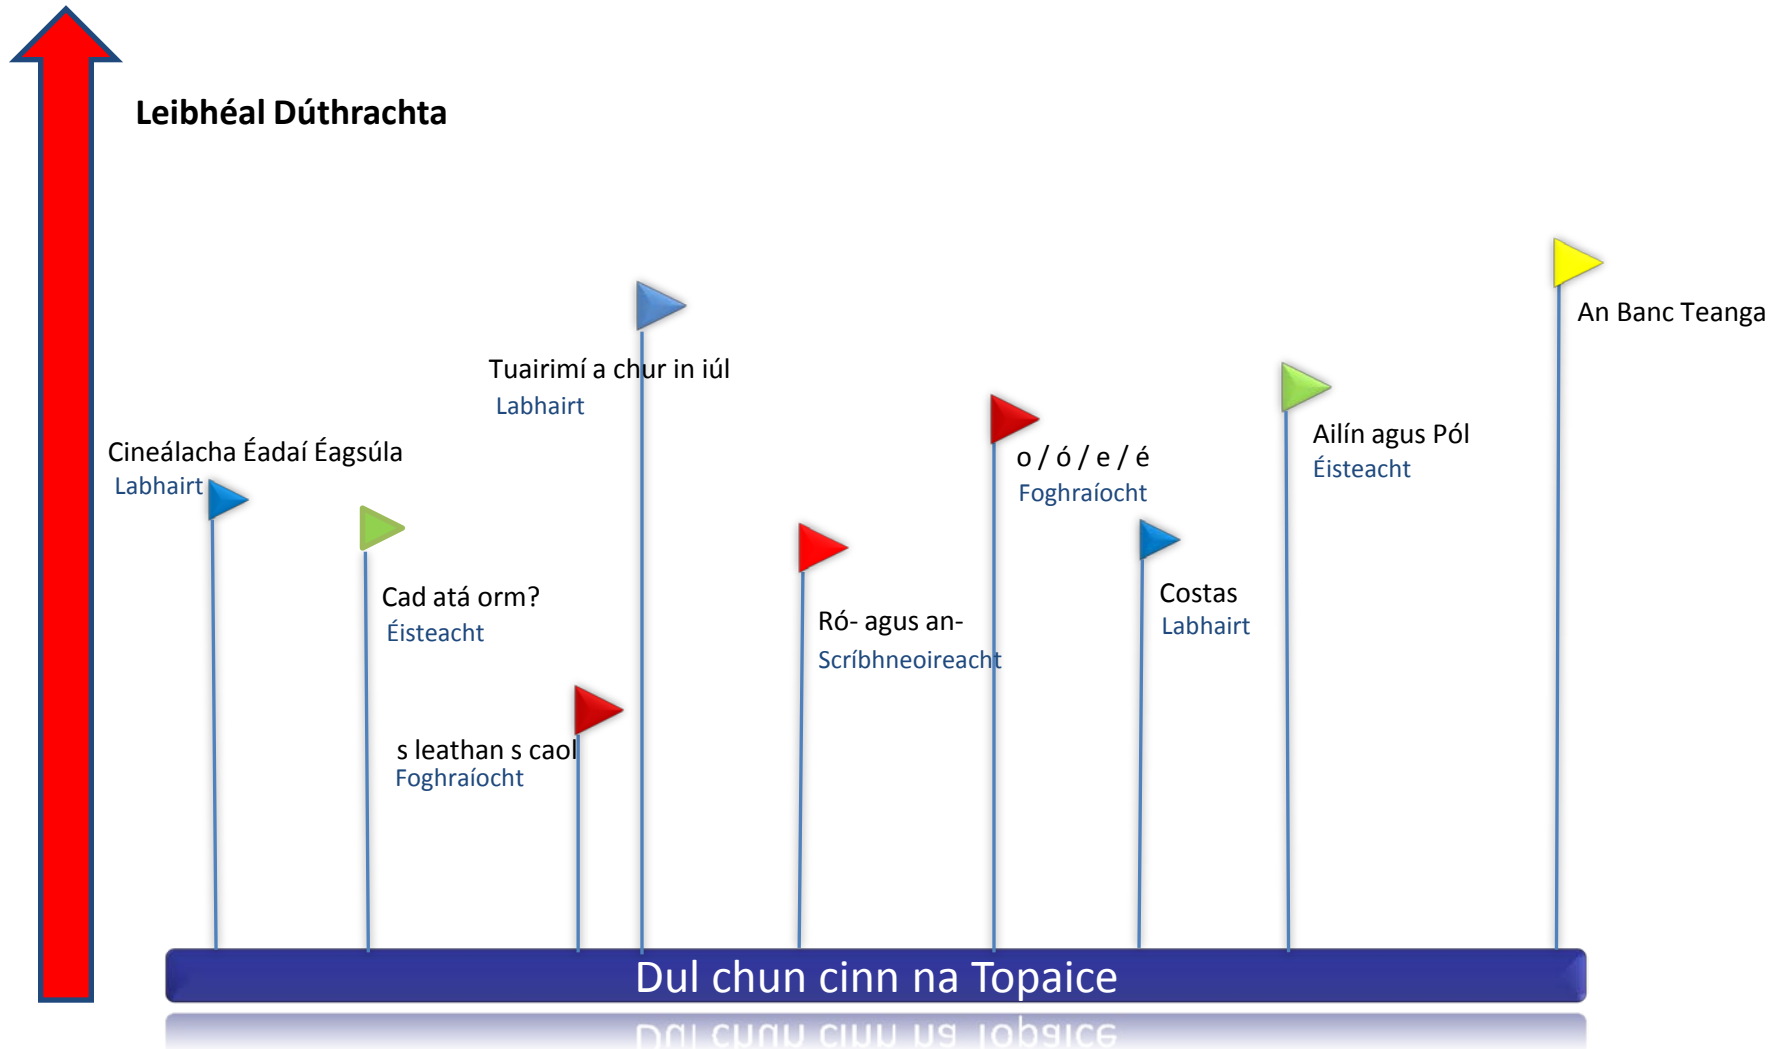 Leibhéal Dúthrachta
Cineálacha Éadaí Éagsúla
Labhairt
Cad atá orm?
Éisteacht
s leathan s caol
Foghraíocht
Tuairimí a chur in iúl
Labhairt
Ró- agus an-
Scríbhneoireacht
o / ó / e / é
Foghraíocht
Costas
Labhairt
Ailín agus Pól
Éisteacht
An Banc Teanga
Dul chun cinn na Topaice